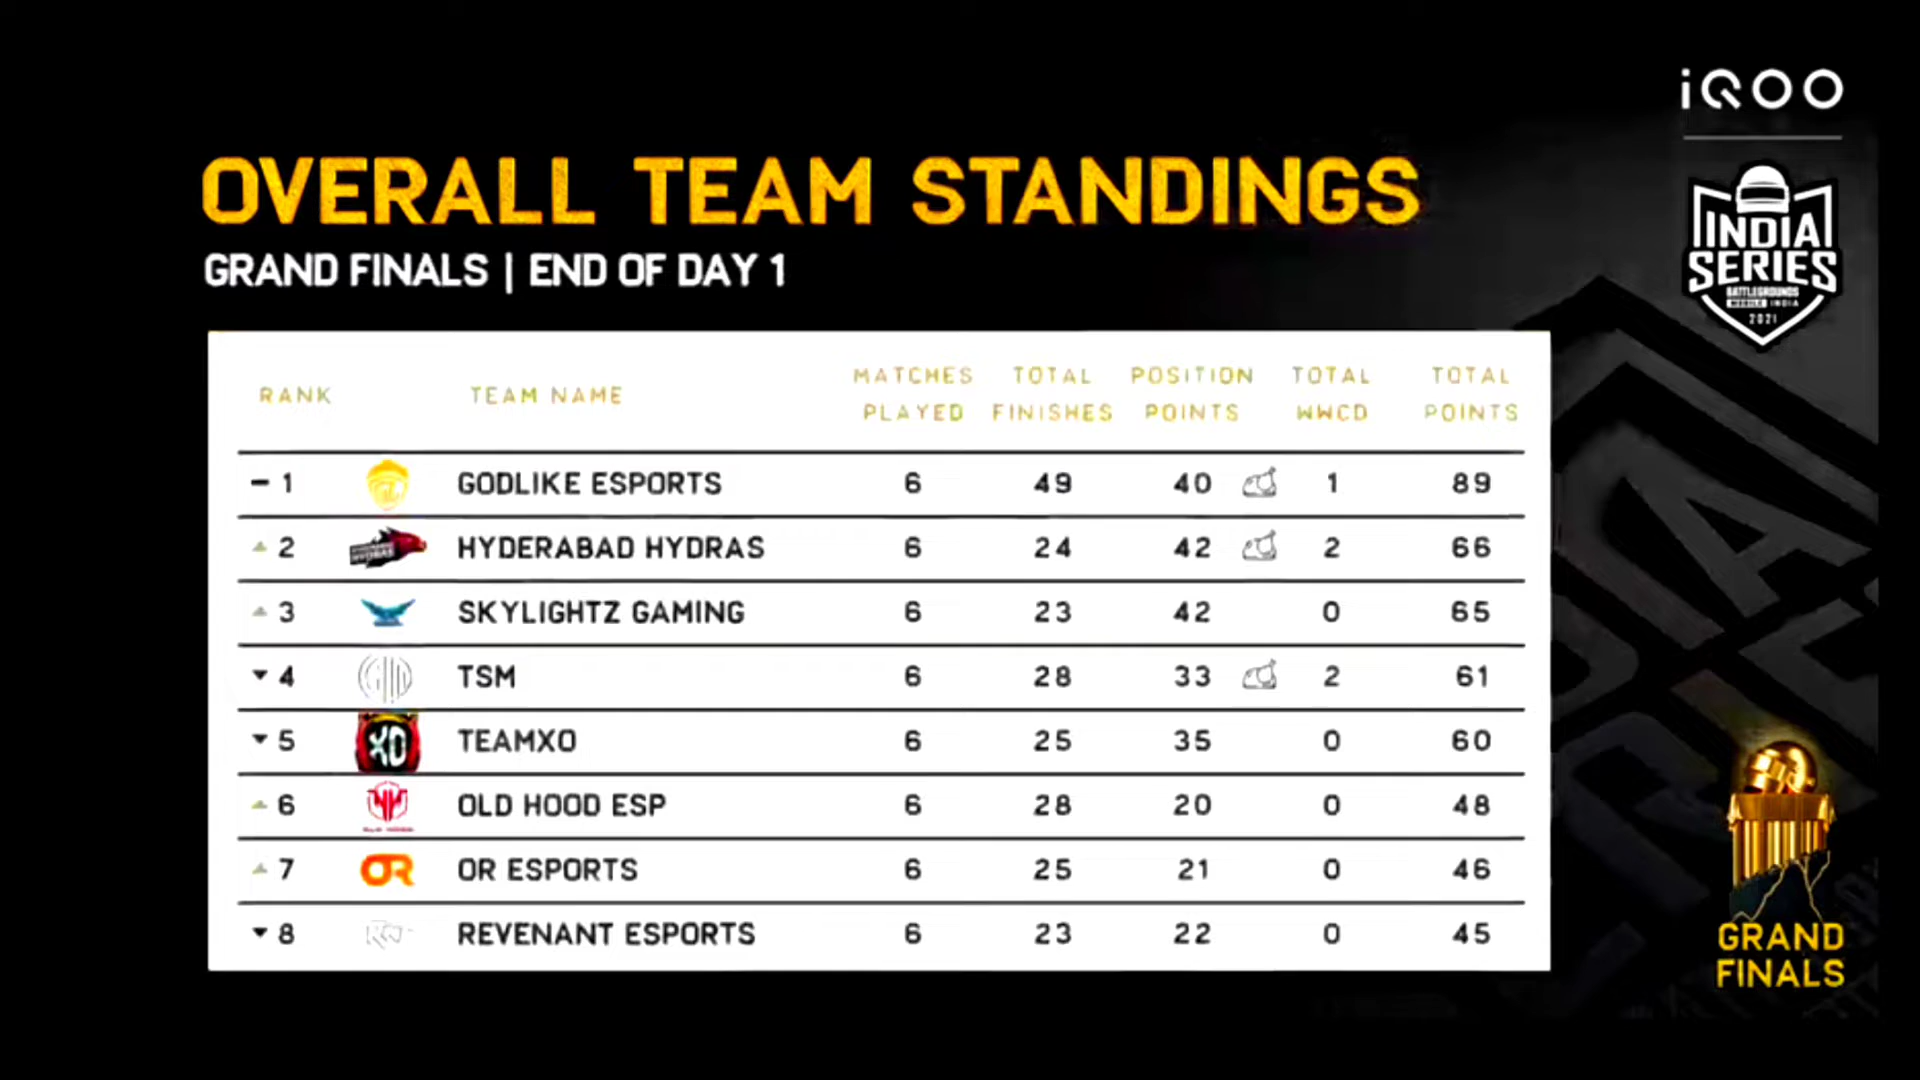 iQOO
OVERALL TEAM STANDINGS
GRAND FINALS | END OF DAY 1
INDIA
SERIES
BATTLEGROUNDS
MOBILE INDIA
2021
RANK TEAM NAME MATCHES PLAYED TOTAL FINISHES POSITION POINTS TOTAL WWCD TOTAL POINTS
1 GODLIKE ESPORTS 6 49 40 1 89
2 HYDERABAD HYDRAS 6 24 42 2 66
3 SKYLIGHTZ GAMING 6 23 42 0 65
4 TSM 6 28 33 2 61
5 XO TEAMXO 6 25 35 0 60
6 OLD HOOD ESP 6 28 20 0 48
7 OR OR ESPORTS 6 25 21 0 46
8 REVENANT ESPORTS 6 23 22 0 45
GRAND
FINALS